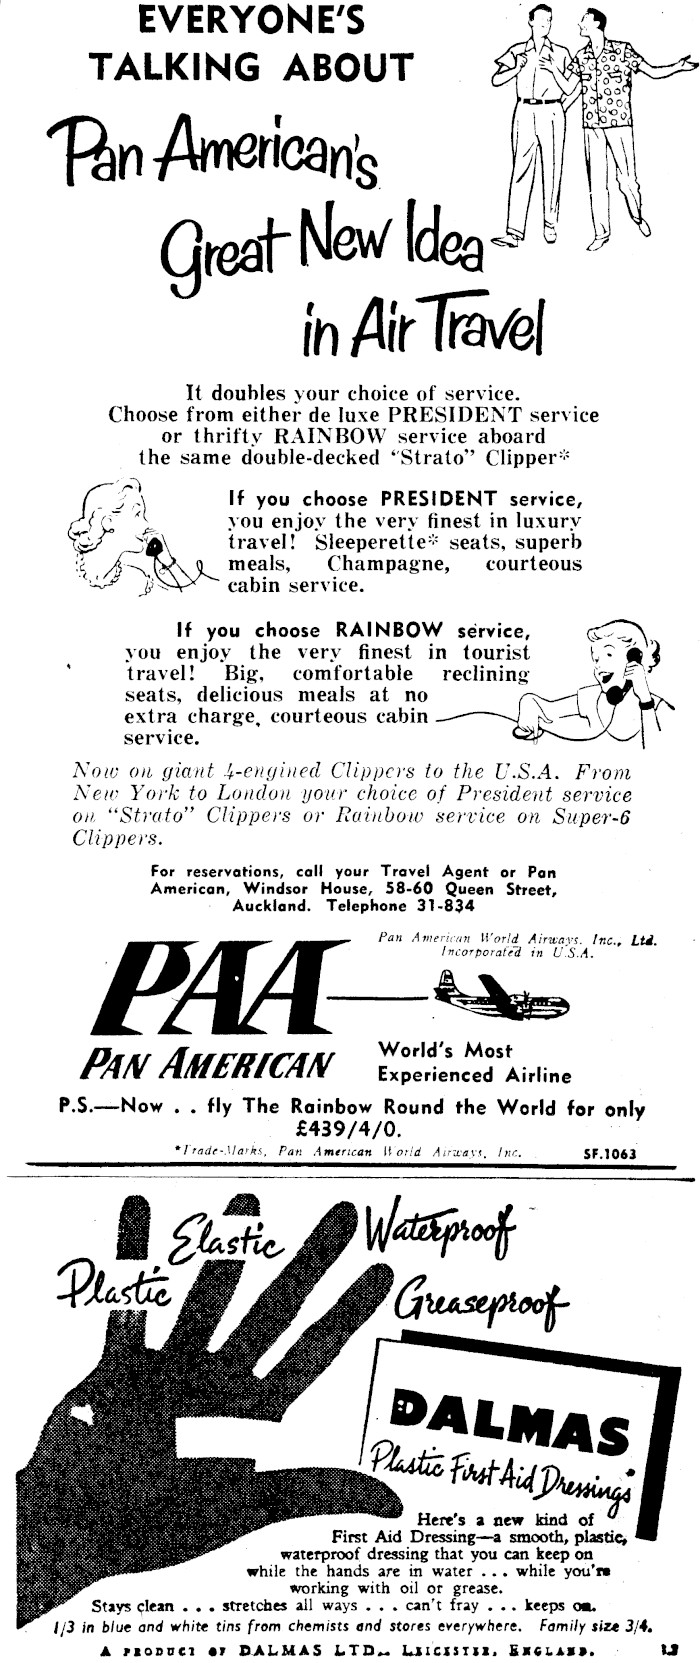 EVERYONE'S
TALKING ABOUT
Pan American's
Great New Idea
in Air Travel
It doubles your choice of service.
Choose from either de luxe PRESIDENT service
or thrifty RAINBOW service aboard
the same double-decked "Strato" Clipper*
If you choose PRESIDENT service,
you enjoy the very finest in luxury
travel! Sleeperette* seats, superb
meals, Champagne, courteous
cabin service.
If you choose RAINBOW service,
you enjoy the very finest in tourist
travel! Big, comfortable reclining
seats, delicious meals at no
extra charge, courteous cabin
service.
Now on giant 4-engined Clippers to the U.S.A. From
New York to London your choice of President service
on "Strato" Clippers or Rainbow service on Super-6
Clippers.
For reservations, call your Travel Agent or Pan
American, Windsor House, 58-60 Queen Street,
Auckland. Telephone 31-834
Pan American World Airways, Inc., Ltd.
Incorporated in U.S.A.
PAA
PAN AMERICAN
World's Most
Experienced Airline
P.S.—Now . . fly The Rainbow Round the World for only
£439/4/0.
*Trade-Marks, Pan American World Airways, Inc. SF.1063
Plastic
Elastic
Waterproof
Greaseproof
DALMAS
Plastic First Aid Dressings*
Here's a new kind of
First Aid Dressing—a smooth, plastic,
waterproof dressing that you can keep on
while the hands are in water . . . while you're
working with oil or grease.
Stays clean . . . stretches all ways . . . can't fray . . . keeps on.
1/3 in blue and white tins from chemists and stores everywhere. Family size 3/4.
A PRODUCT OF DALMAS LTD., LEICESTER, ENGLAND.